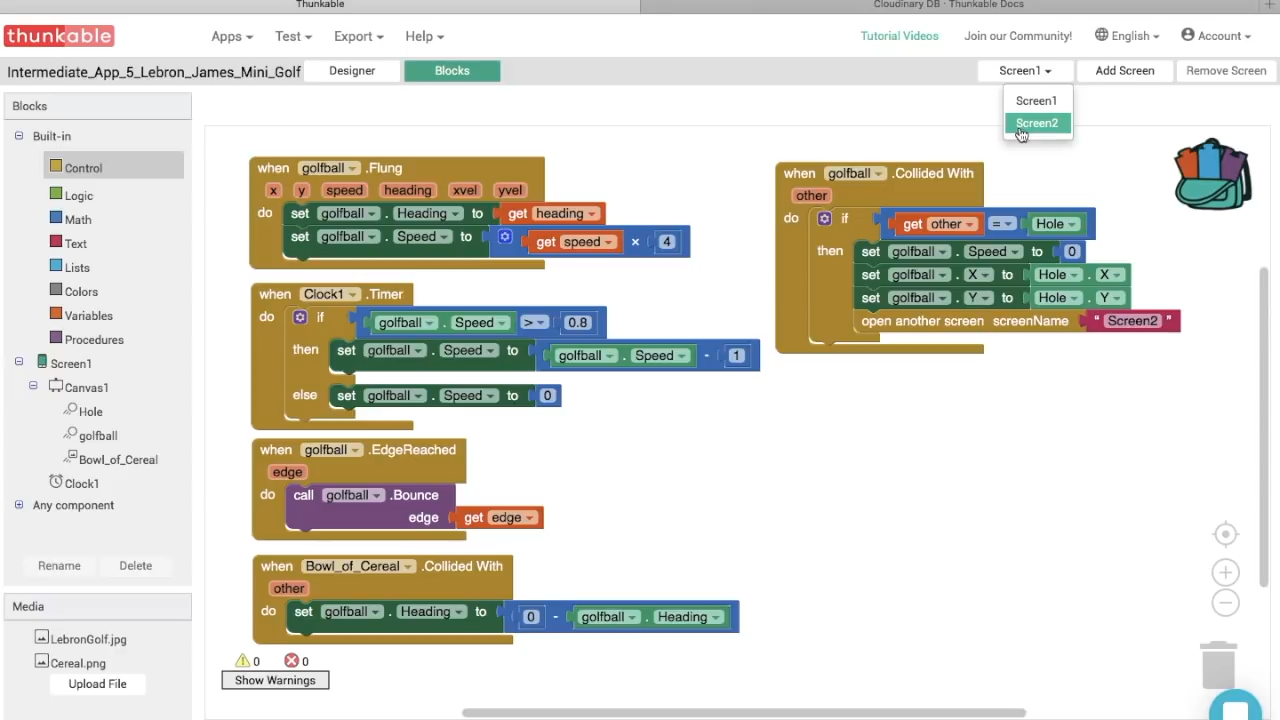 Thunkable
Cloudinary DB · Thunkable Docs
thunkable
Apps Test Export Help
Tutorial Videos Join our Community! English Account
Intermediate_App_5_Lebron_James_Mini_Golf
Designer Blocks
Screen1 Add Screen Remove Screen
Screen1
Screen2
Blocks
Built-in
Control
Logic
Math
Text
Lists
Colors
Variables
Procedures
Screen1
Canvas1
Hole
golfball
Bowl_of_Cereal
Clock1
Any component
Rename Delete
Media
LebronGolf.jpg
Cereal.png
Upload File
when golfball .Flung
x y speed heading xvel yvel
do set golfball . Heading to get heading
set golfball . Speed to get speed × 4
when Clock1 .Timer
do if golfball . Speed > 0.8
then set golfball . Speed to golfball . Speed - 1
else set golfball . Speed to 0
when golfball .EdgeReached
edge
do call golfball .Bounce
edge get edge
when Bowl_of_Cereal .Collided With
other
do set golfball . Heading to 0 - golfball . Heading
when golfball .Collided With
other
do if get other = Hole
then set golfball . Speed to 0
set golfball . X to Hole . X
set golfball . Y to Hole . Y
open another screen screenName " Screen2 "
0 0
Show Warnings